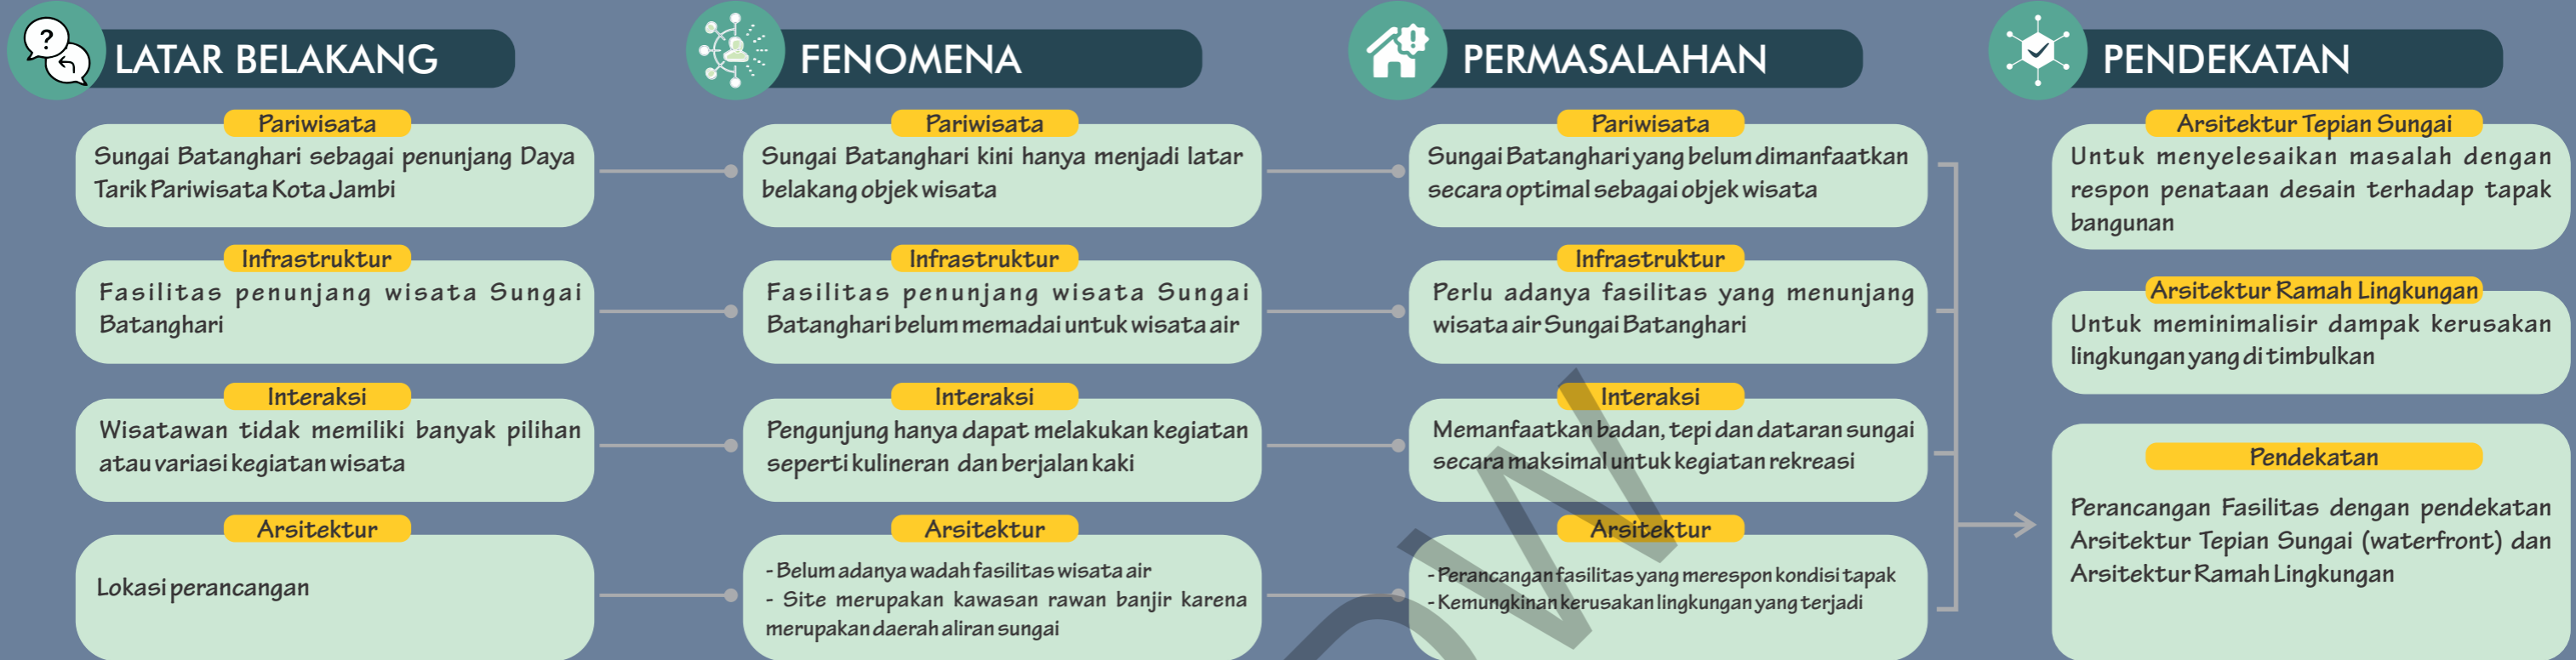 LATAR BELAKANG
Pariwisata
Sungai Batanghari sebagai penunjang Daya
Tarik Pariwisata Kota Jambi
Infrastruktur
Fasilitas penunjang wisata Sungai
Batanghari
Interaksi
Wisatawan tidak memiliki banyak pilihan
atau variasi kegiatan wisata
Arsitektur
Lokasi perancangan
FENOMENA
Pariwisata
Sungai Batanghari kini hanya menjadi latar
belakang objek wisata
Infrastruktur
Fasilitas penunjang wisata Sungai
Batanghari belum memadai untuk wisata air
Interaksi
Pengunjung hanya dapat melakukan kegiatan
seperti kulineran dan berjalan kaki
Arsitektur
- Belum adanya wadah fasilitas wisata air
- Site merupakan kawasan rawan banjir karena
merupakan daerah aliran sungai
PERMASALAHAN
Pariwisata
Sungai Batanghari yang belum dimanfaatkan
secara optimal sebagai objek wisata
Infrastruktur
Perlu adanya fasilitas yang menunjang
wisata air Sungai Batanghari
Interaksi
Memanfaatkan badan, tepi dan dataran sungai
secara maksimal untuk kegiatan rekreasi
Arsitektur
- Perancangan fasilitas yang merespon kondisi tapak
- Kemungkinan kerusakan lingkungan yang terjadi
PENDEKATAN
Arsitektur Tepian Sungai
Untuk menyelesaikan masalah dengan
respon penataan desain terhadap tapak
bangunan
Arsitektur Ramah Lingkungan
Untuk meminimalisir dampak kerusakan
lingkungan yang di timbulkan
Pendekatan
Perancangan Fasilitas dengan pendekatan
Arsitektur Tepian Sungai (waterfront) dan
Arsitektur Ramah Lingkungan